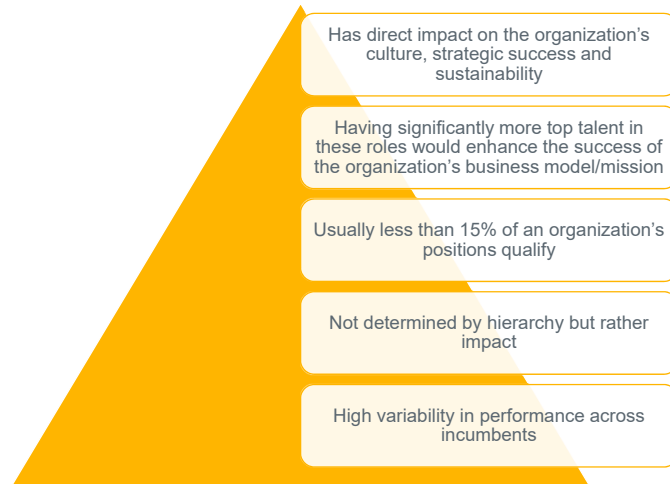 Has direct impact on the organization’s
culture, strategic success and
sustainability
Having significantly more top talent in
these roles would enhance the success of
the organization’s business model/mission
Usually less than 15% of an organization’s
positions qualify
Not determined by hierarchy but rather
impact
High variability in performance across
incumbents